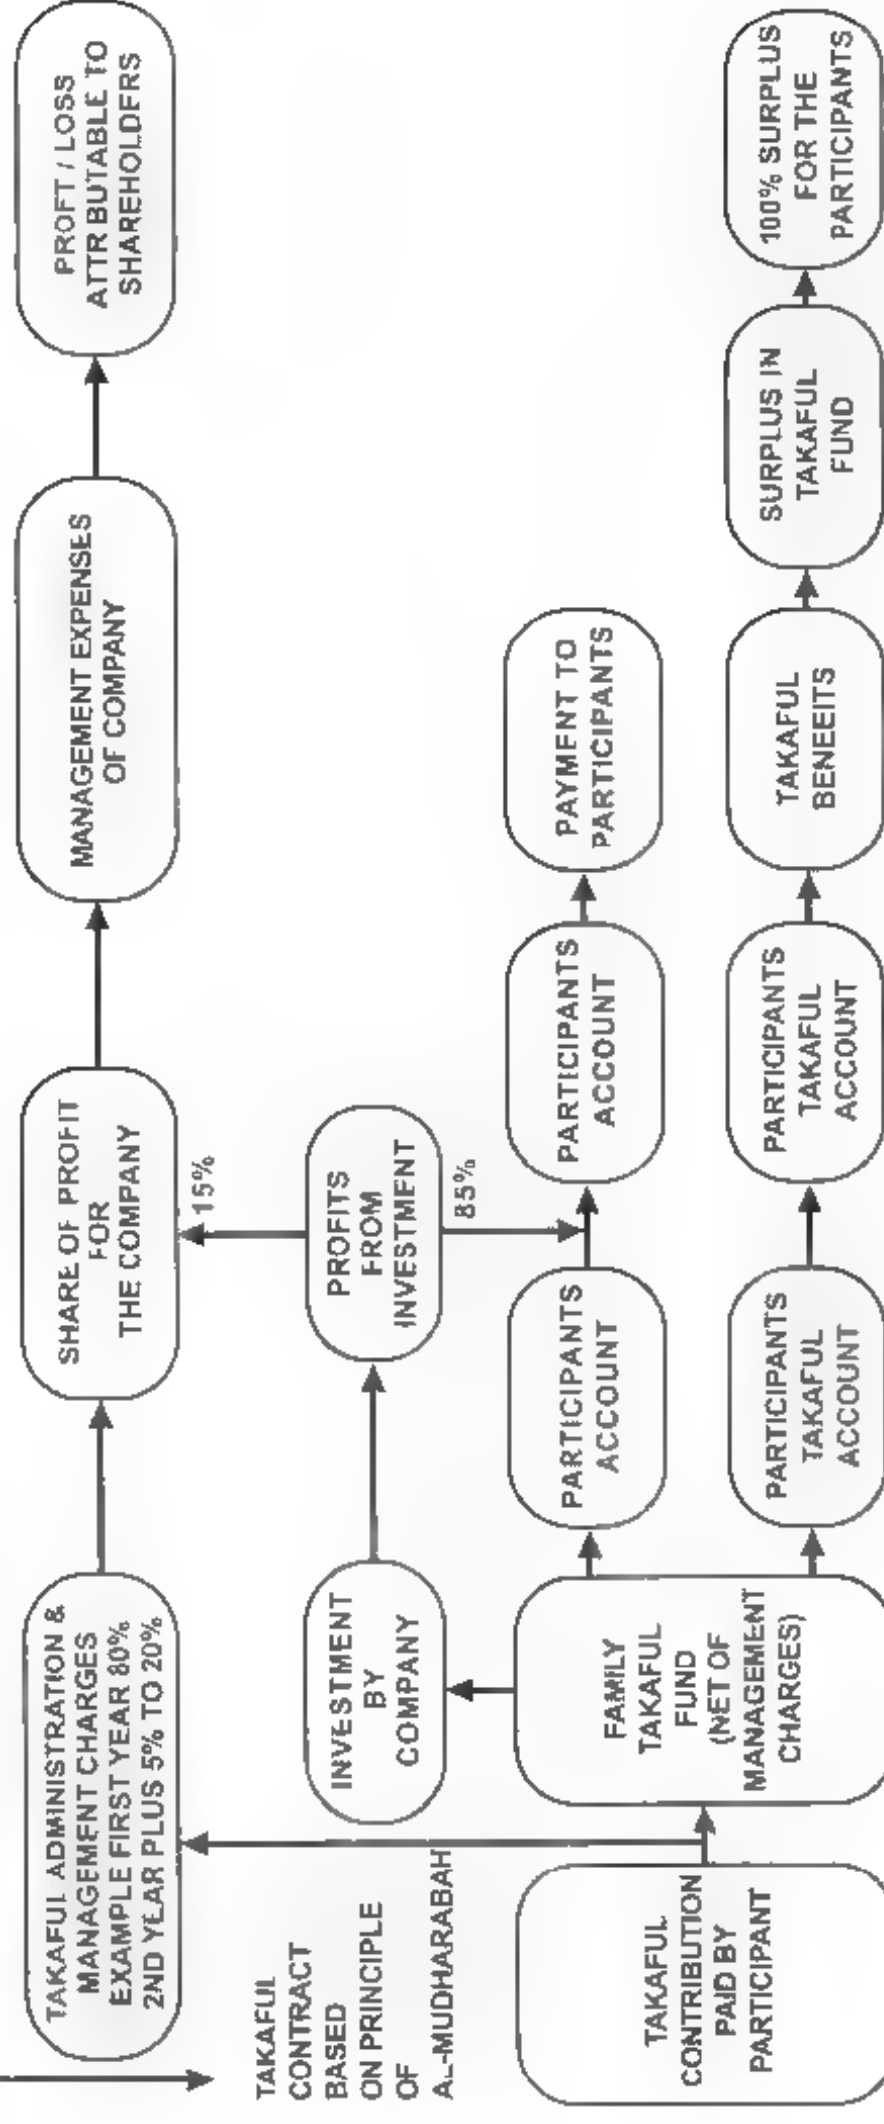 TAKAFUL ADMINISTRATION &
MANAGEMENT CHARGES
EXAMPLE FIRST YEAR 80%
2ND YEAR PLUS 5% TO 20%
SHARE OF PROFIT
FOR
THE COMPANY
MANAGEMENT EXPENSES
OF COMPANY
PROFT / LOSS
ATTR BUTABLE TO
SHAREHOLDERS
15%
TAKAFUL
CONTRACT
BASED
ON PRINCIPLE
OF
AL-MUDHARABAH
INVESTMENT
BY
COMPANY
PROFITS
FROM
INVESTMENT
85%
TAKAFUL
CONTRIBUTION
PAID BY
PARTICIPANT
FAMILY
TAKAFUL
FUND
(NET OF
MANAGEMENT
CHARGES)
PARTICIPANTS
ACCOUNT
PARTICIPANTS
ACCOUNT
PAYMENT TO
PARTICIPANTS
PARTICIPANTS
TAKAFUL
ACCOUNT
PARTICIPANTS
TAKAFUL
ACCOUNT
TAKAFUL
BENEEITS
SURPLUS IN
TAKAFUL
FUND
100% SURPLUS
FOR THE
PARTICIPANTS